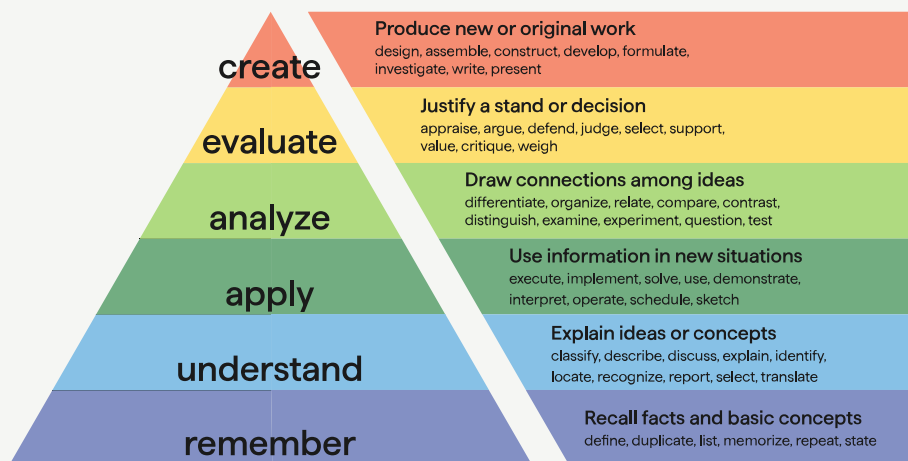 create
Produce new or original work
design, assemble, construct, develop, formulate,
investigate, write, present
evaluate
Justify a stand or decision
appraise, argue, defend, judge, select, support,
value, critique, weigh
analyze
Draw connections among ideas
differentiate, organize, relate, compare, contrast,
distinguish, examine, experiment, question, test
apply
Use information in new situations
execute, implement, solve, use, demonstrate,
interpret, operate, schedule, sketch
understand
Explain ideas or concepts
classify, describe, discuss, explain, identify,
locate, recognize, report, select, translate
remember
Recall facts and basic concepts
define, duplicate, list, memorize, repeat, state